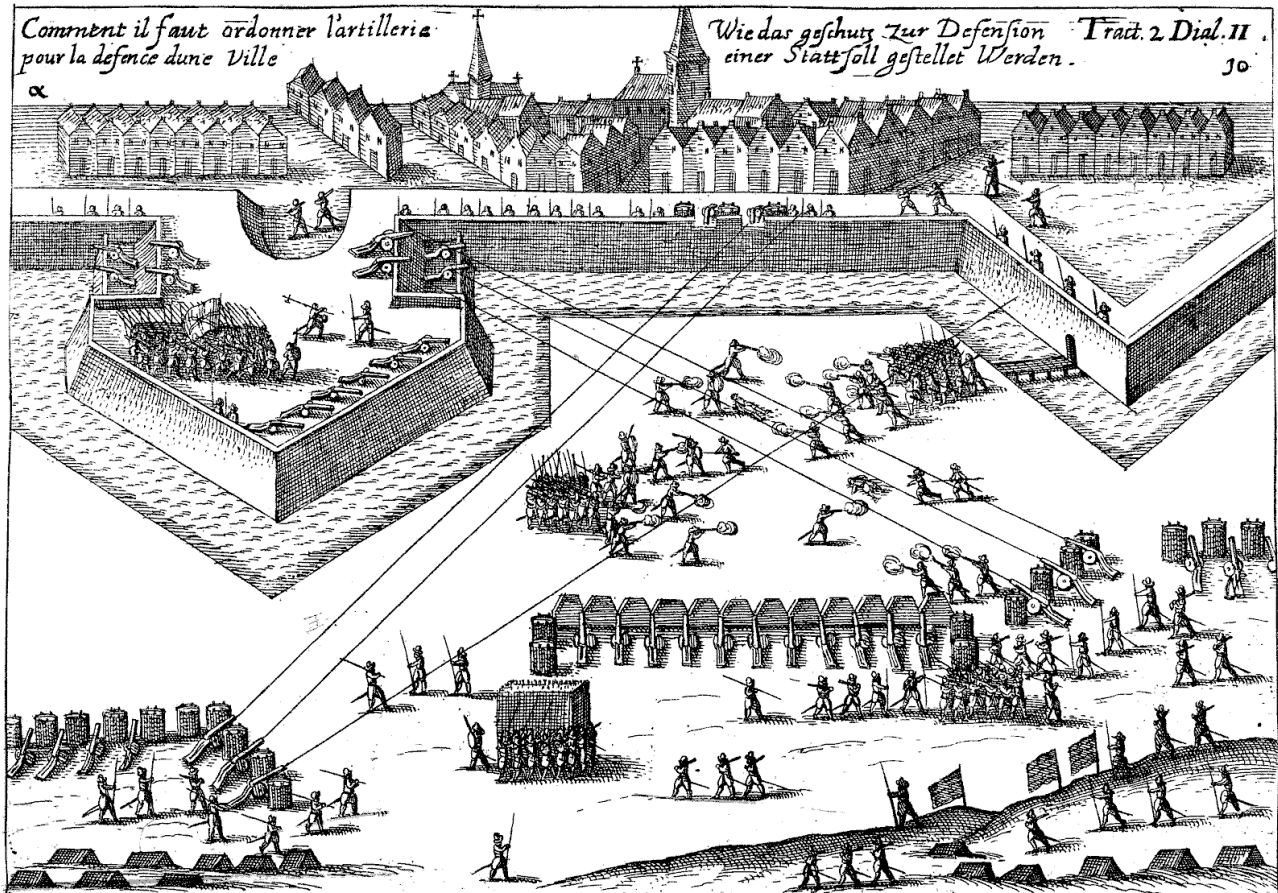 Comment il faut ordonner l'artillerie
pour la defence dune Ville
α
Wie das geschutz Zur Defension
einer Statt soll gestellet Werden.
Tract. 2 Dial. II.
10